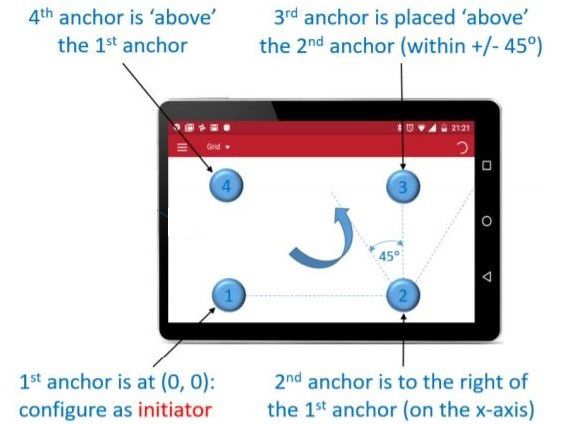 4th anchor is ‘above’
the 1st anchor
3rd anchor is placed ‘above’
the 2nd anchor (within +/- 45°)
21:21
Grid
4
3
45°
1
2
1st anchor is at (0, 0):
configure as initiator
2nd anchor is to the right of
the 1st anchor (on the x-axis)